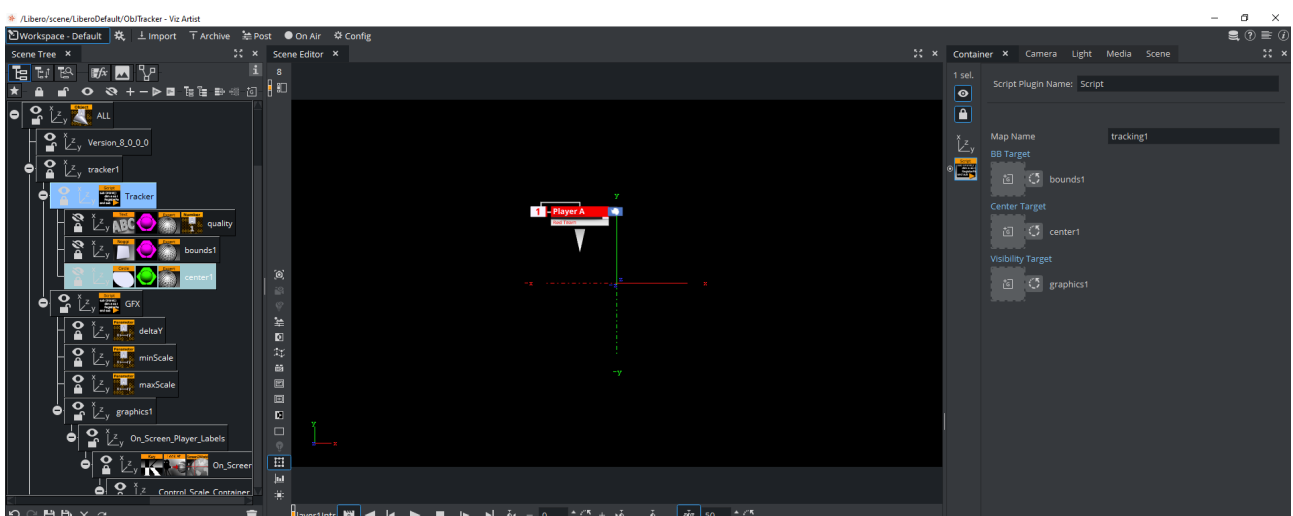 /Libero/scene/LiberoDefault/ObJTracker - Viz Artist
Workspace - Default Import Archive Post On Air Config
Scene Tree
Scene Editor
Container Camera Light Media Scene
1 sel.
8
Script Plugin Name: Script
ALL
Version_8_0_0_0
Map Name tracking1
BB Target
bounds1
tracker1
Tracker
quality
Center Target
center1
bounds1
Player A
1
Visibility Target
graphics1
center1
GFX
deltaY
minScale
maxScale
graphics1
On_Screen_Player_Labels
On_Screen
Control_Scale_Container
0
50